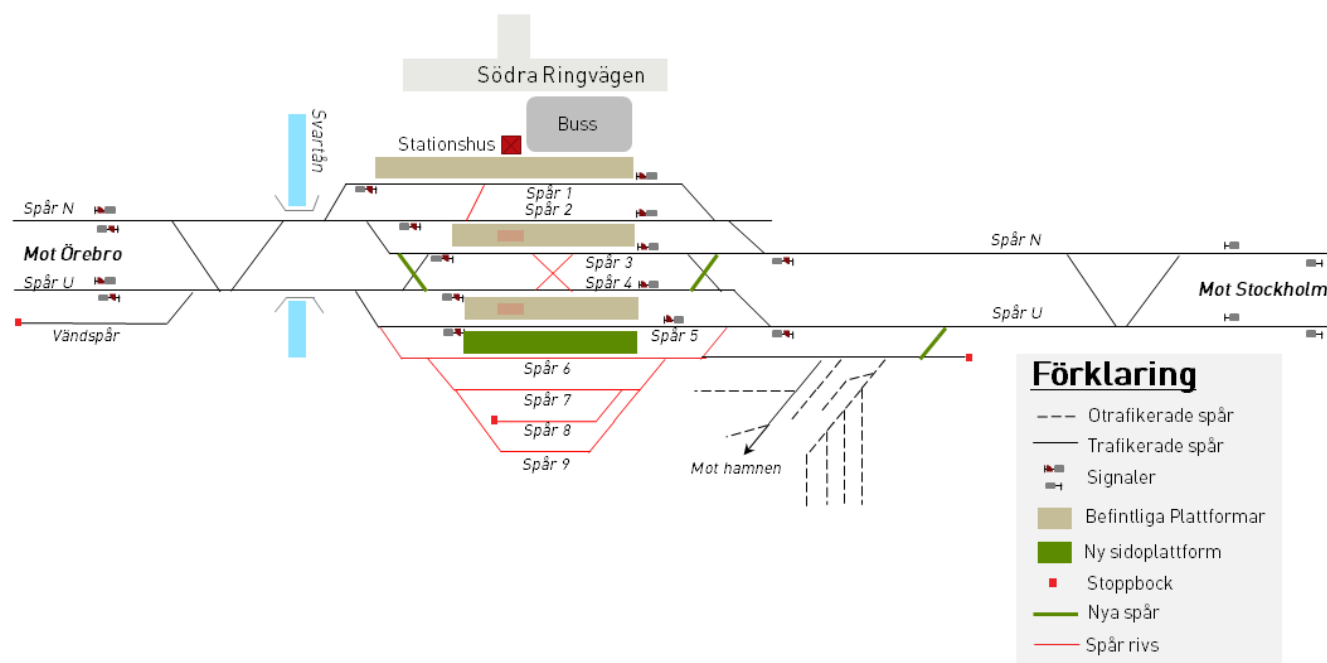 Södra Ringvägen
Buss
Svartån
Stationshus
Spår 1
Spår 2
Spår N
Spår N
Mot Örebro
Spår 3
Spår U
Spår 4
Mot Stockholm
Vändspår
Spår 5
Spår U
Spår 6
Spår 7
Spår 8
Spår 9
Mot hamnen
Förklaring
Otrafikerade spår
Trafikerade spår
Signaler
Befintliga Plattformar
Ny sidoplattform
Stoppbock
Nya spår
Spår rivs